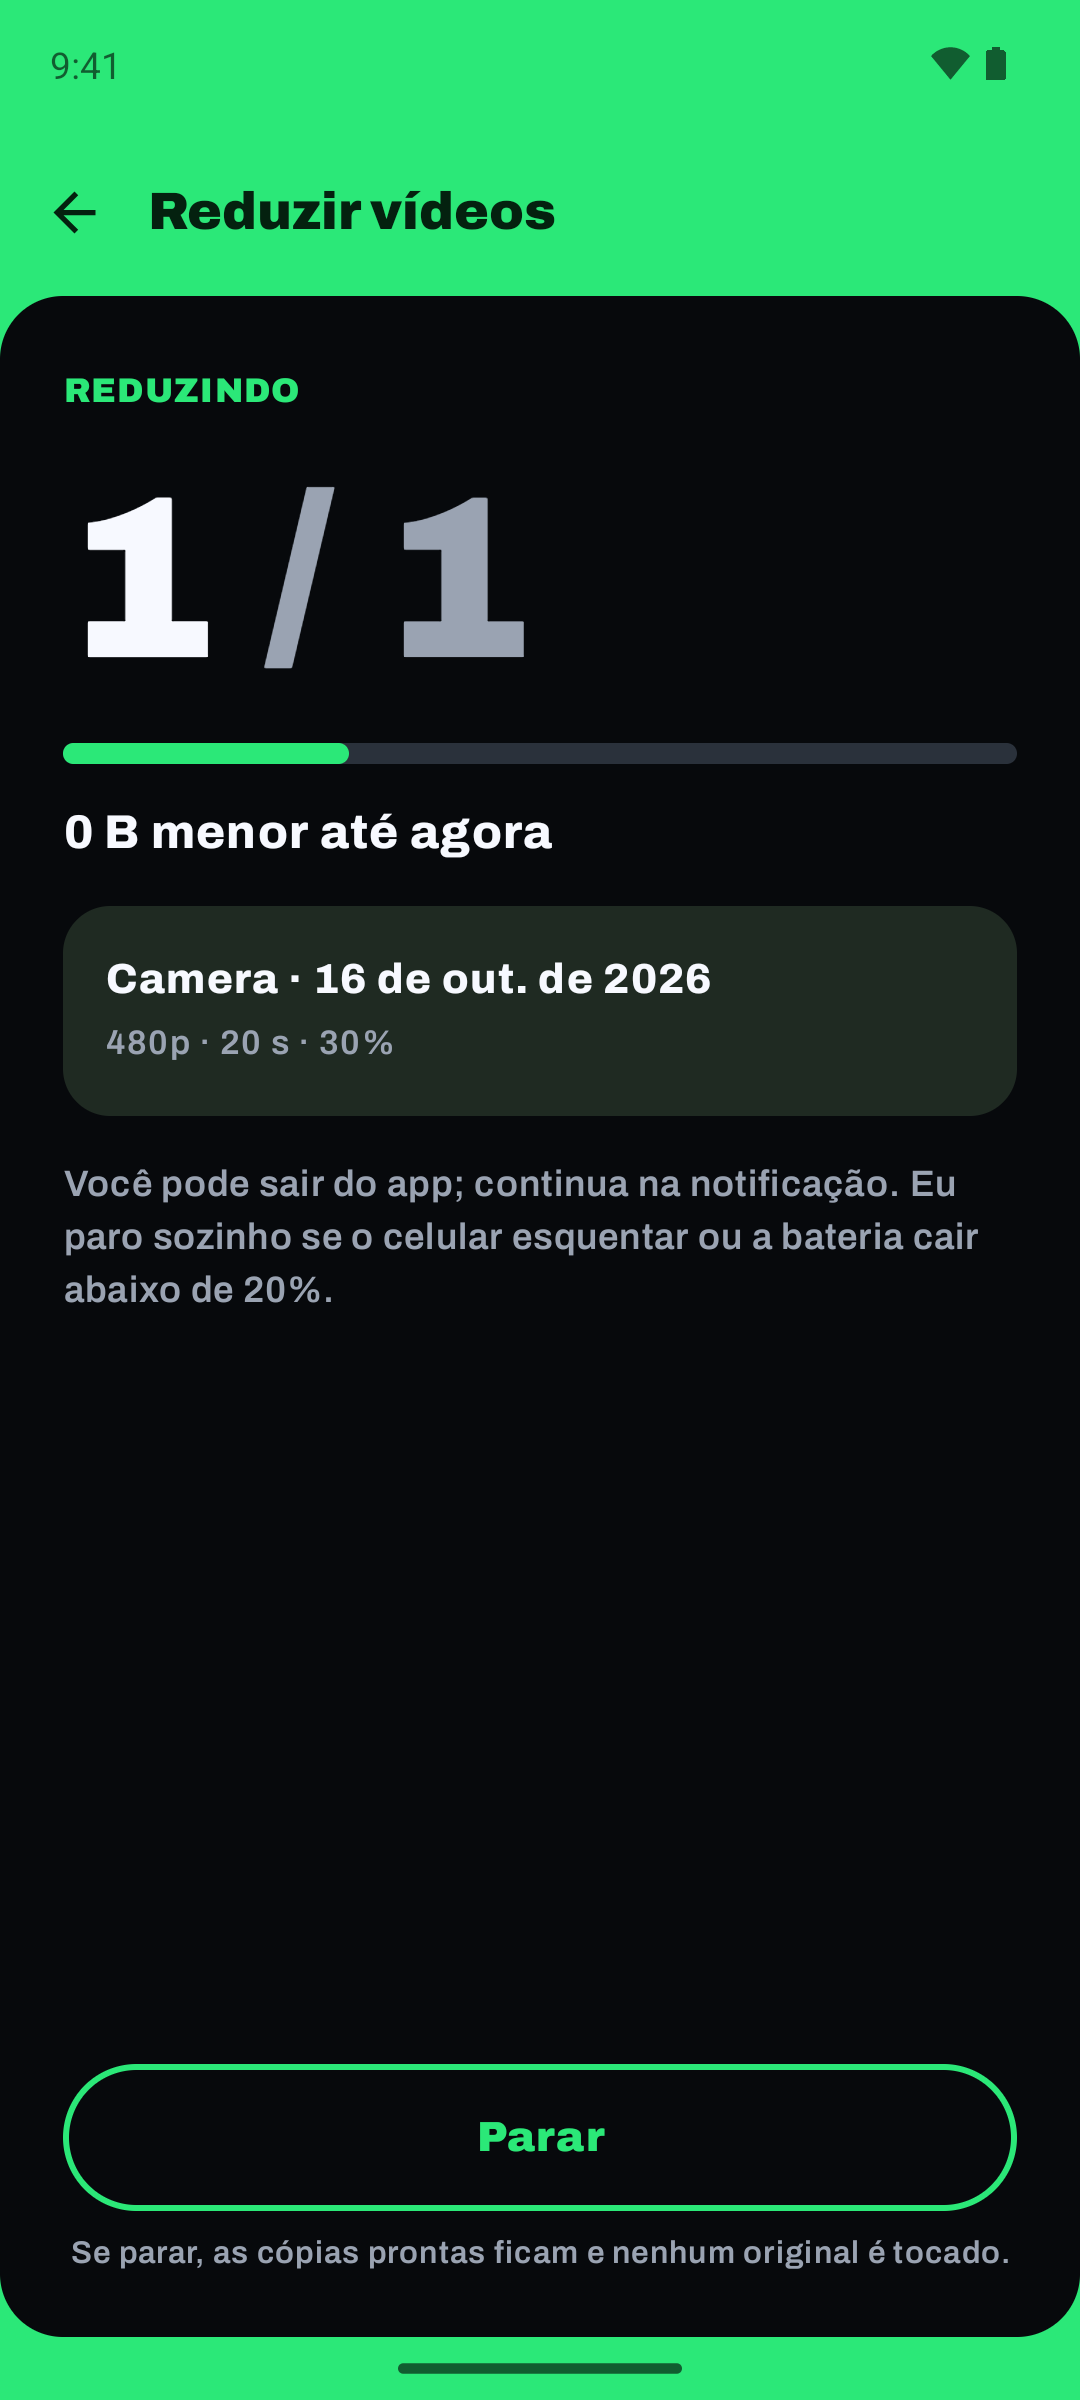 9:41
Reduzir vídeos
REDUZINDO
1 / 1
0 B menor até agora
Camera · 16 de out. de 2026
480p · 20 s · 30%
Você pode sair do app; continua na notificação. Eu
paro sozinho se o celular esquentar ou a bateria cair
abaixo de 20%.
Parar
Se parar, as cópias prontas ficam e nenhum original é tocado.